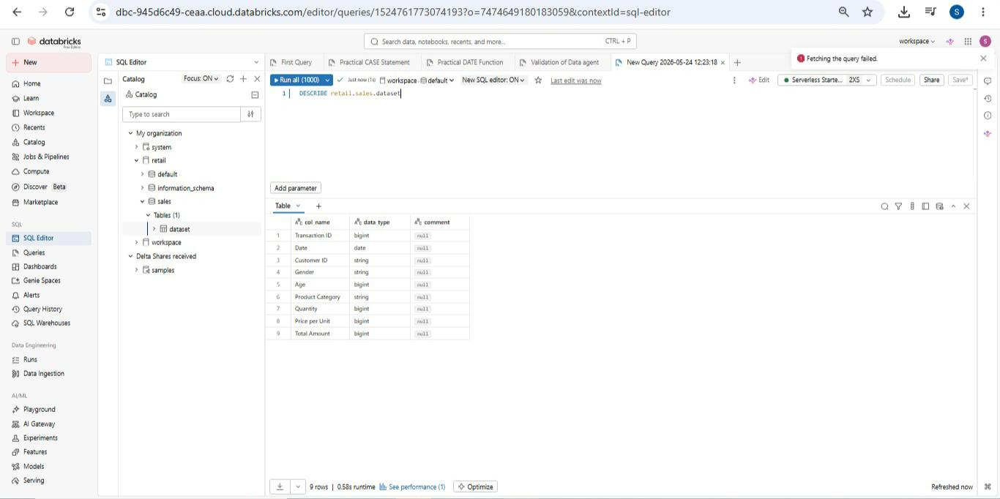 dbc-945d6c49-ceaa.cloud.databricks.com/editor/queries/1524761773074193?o=7474649180183059&contextId=sql-editor
S
databricks
Free Edition
Search data, notebooks, recents, and more...
CTRL + P
workspace
S
Fetching the query failed.
New
Home
Learn
Workspace
Recents
Catalog
Jobs & Pipelines
Compute
Discover
Beta
Marketplace
SQL
SQL Editor
Queries
Dashboards
Genie Spaces
Alerts
Query History
SQL Warehouses
Data Engineering
Runs
Data Ingestion
AI/ML
Playground
AI Gateway
Experiments
Features
Models
Serving
SQL Editor
Catalog
Focus: ON
Catalog
Type to search
My organization
system
retail
default
information_schema
sales
Tables (1)
dataset
workspace
Delta Shares received
samples
First Query
Practical CASE Statement
Practical DATE Function
Validation of Data agent
New Query 2026-05-24 12:23:18
Run all (1000)
Just now (1s)
workspace.
default
New SQL editor: ON
Last edit was now
Edit
Serverless Starte...
2XS
Schedule
Share
Save*
1 DESCRIBE retail.sales.dataset
Add parameter
Table
col_name data_type comment
1 Transaction ID bigint null
2 Date date null
3 Customer ID string null
4 Gender string null
5 Age bigint null
6 Product Category string null
7 Quantity bigint null
8 Price per Unit bigint null
9 Total Amount bigint null
9 rows | 0.58s runtime
See performance (1)
Optimize
Refreshed now